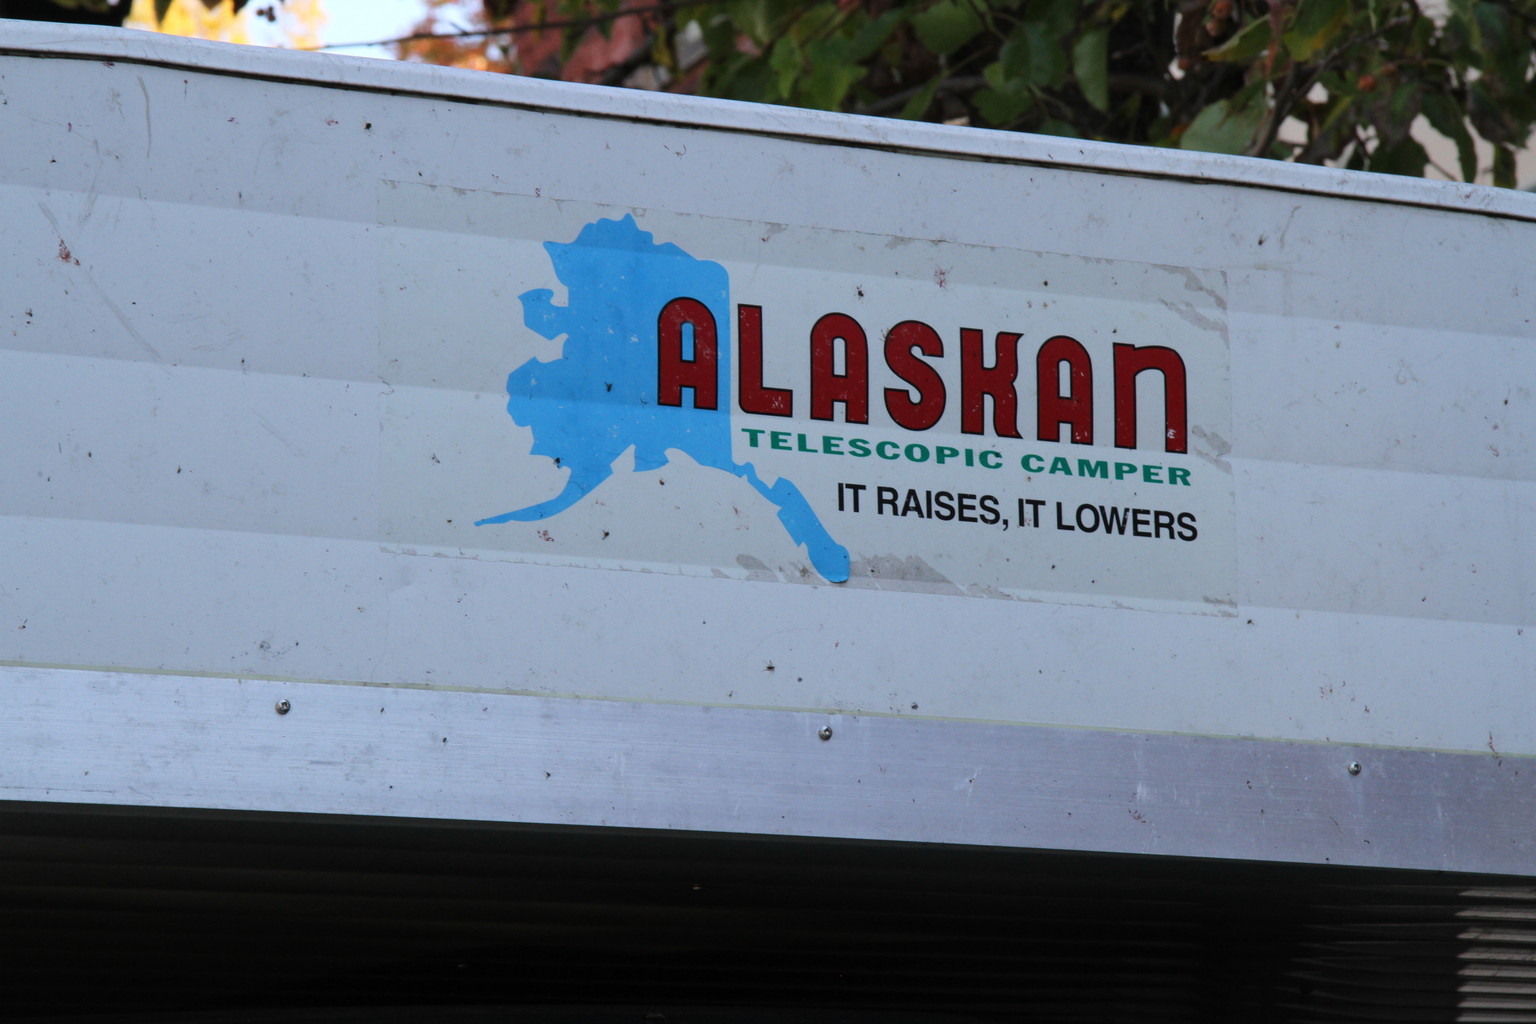 ALASKAN
TELESCOPIC CAMPER
IT RAISES, IT LOWERS